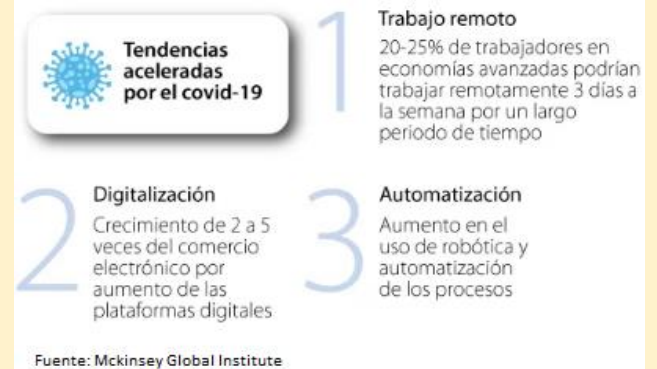 Tendencias
aceleradas
por el covid-19
1
Trabajo remoto
20-25% de trabajadores en
economías avanzadas podrían
trabajar remotamente 3 días a
la semana por un largo
periodo de tiempo
2
Digitalización
Crecimiento de 2 a 5
veces del comercio
electrónico por
aumento de las
plataformas digitales
3
Automatización
Aumento en el
uso de robótica y
automatización
de los procesos
Fuente: Mckinsey Global Institute